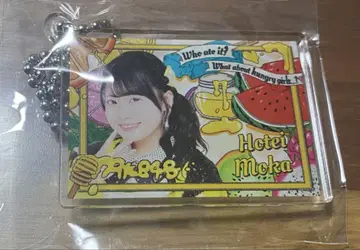 Who ate it?
What about hungry girls..!
AKB48
Hotei
Moka